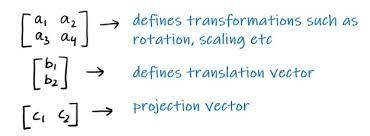 [a₁ a₂
a₃ a₄] → defines transformations such as
rotation, scaling etc
[b₁
b₂] → defines translation vector
[c₁ c₂] → projection vector